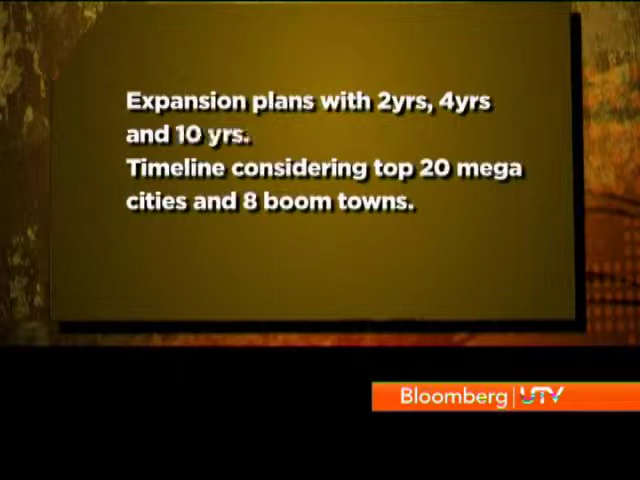 Expansion plans with 2yrs, 4yrs
and 10 yrs.
Timeline considering top 20 mega
cities and 8 boom towns.
Bloomberg | UTV